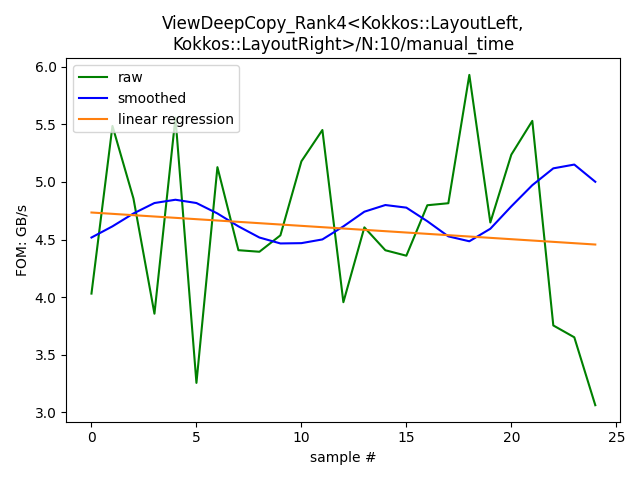 ViewDeepCopy_Rank4<Kokkos::LayoutLeft,
Kokkos::LayoutRight>/N:10/manual_time
raw
smoothed
linear regression
FOM: GB/s
6.0
5.5
5.0
4.5
4.0
3.5
3.0
0
5
10
15
20
25
sample #